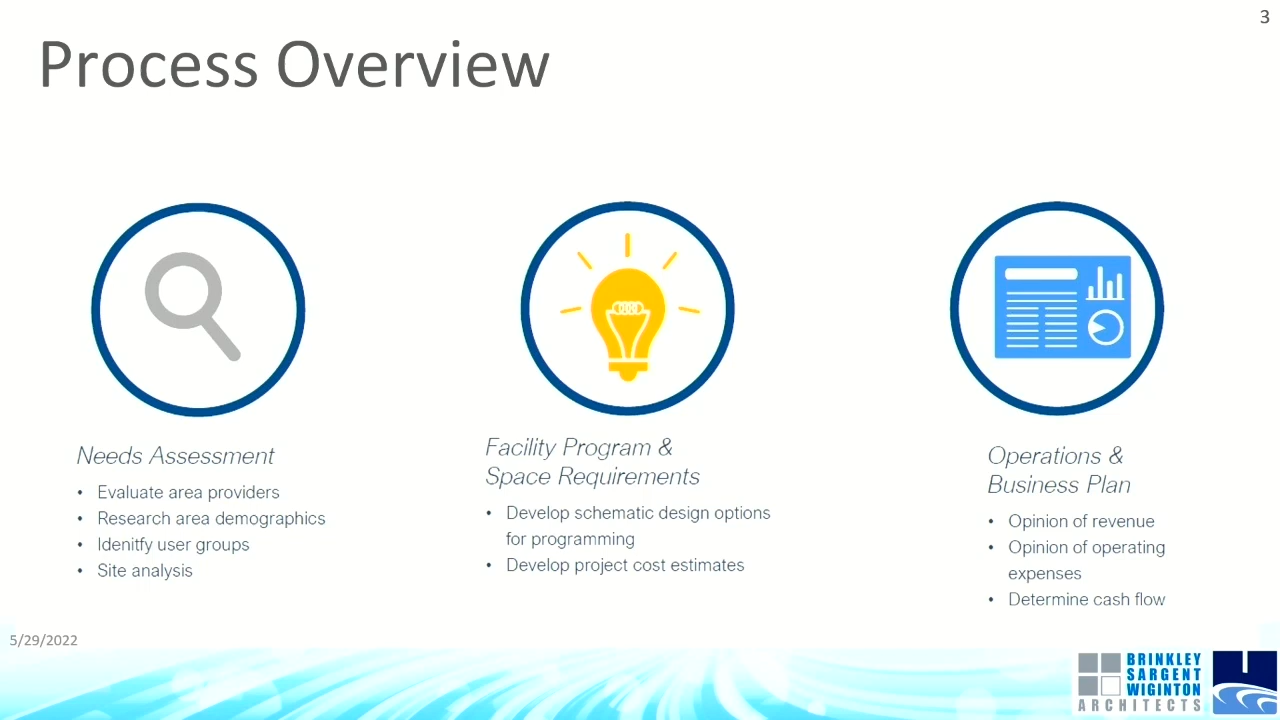 3
Process Overview
Needs Assessment
• Evaluate area providers
• Research area demographics
• Idenitfy user groups
• Site analysis
Facility Program &
Space Requirements
• Develop schematic design options
for programming
• Develop project cost estimates
Operations &
Business Plan
• Opinion of revenue
• Opinion of operating
expenses
• Determine cash flow
5/29/2022
BRINKLEY
SARGENT
WIGINTON
ARCHITECTS